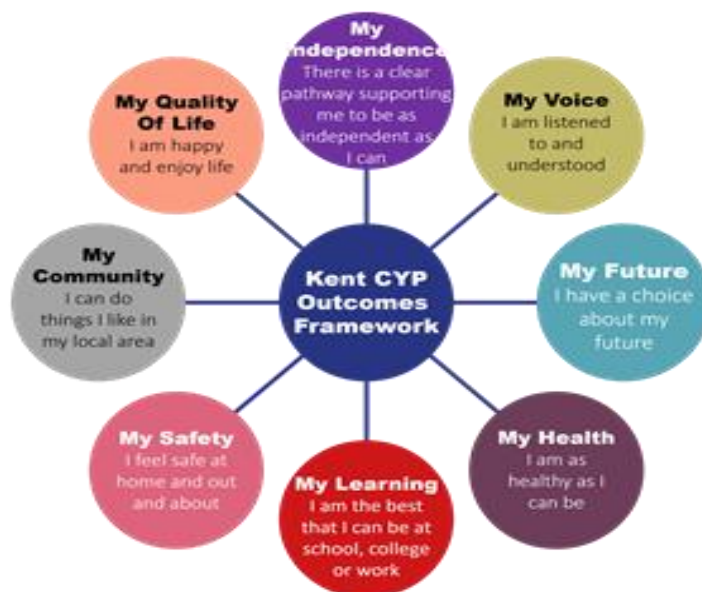 My
Independence
There is a clear
pathway supporting
me to be as
independent as
I can
My Voice
I am listened
to and
understood
My Future
I have a choice
about my
future
My Health
I am as
healthy as I
can be
My Learning
I am the best
that I can be at
school, college
or work
My Safety
I feel safe at
home and out
and about
My
Community
I can do
things I like in
my local area
My Quality
Of Life
I am happy
and enjoy life
Kent CYP
Outcomes
Framework